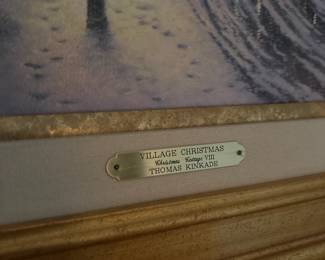 VILLAGE CHRISTMAS
Christmas Cottage VIII
THOMAS KINKADE